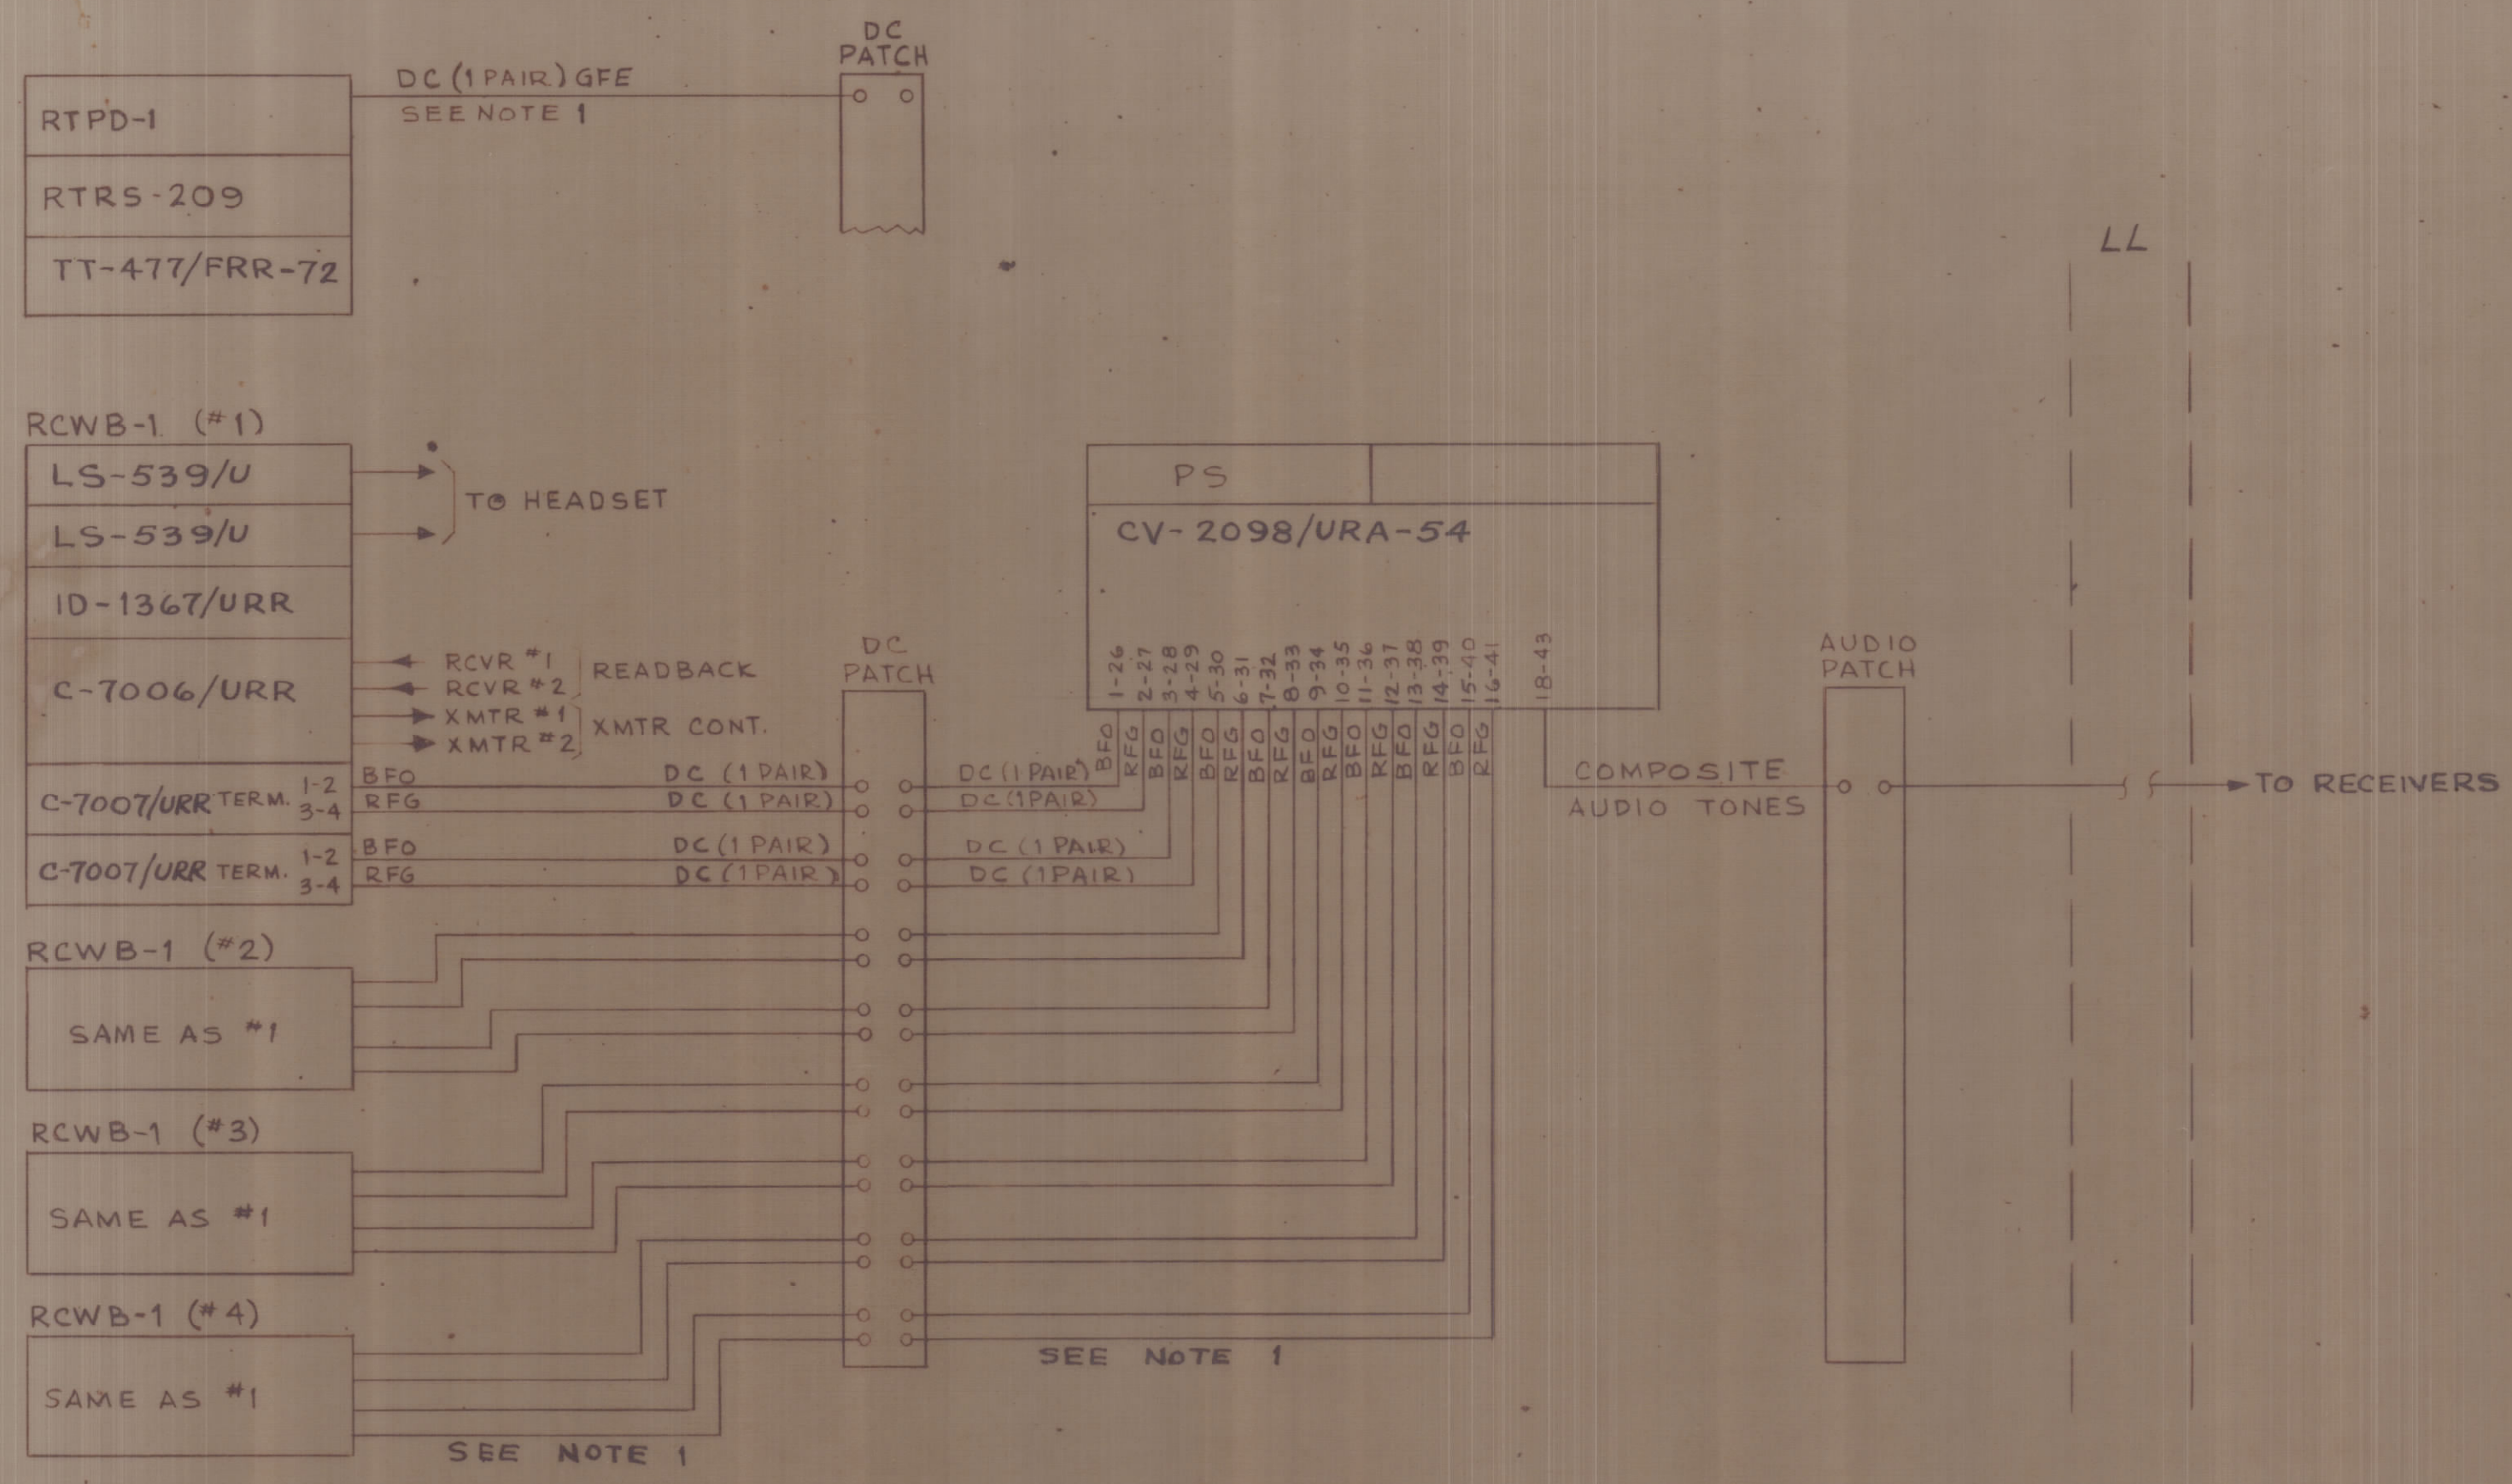 DC
PATCH
DC (1 PAIR) GFE
SEE NOTE 1
RTPD-1
RTRS-209
TT-477/FRR-72
LL
RCWB-1 (#1)
LS-539/U
LS-539/U
TO HEADSET
ID-1367/URR
C-7006/URR
RCVR #1
RCVR #2
READBACK
XMTR #1
XMTR #2
XMTR CONT.
C-7007/URR TERM. 1-2
3-4
BFO
RFG
DC (1 PAIR)
DC (1 PAIR)
C-7007/URR TERM. 1-2
3-4
BFO
RFG
DC (1 PAIR)
DC (1 PAIR)
DC
PATCH
DC (1 PAIR)
DC (1 PAIR)
DC (1 PAIR)
DC (1 PAIR)
PS
CV-2098/URA-54
1-26
2-27
3-28
4-29
5-30
6-31
7-32
8-33
9-34
10-35
11-36
12-37
13-38
14-39
15-40
16-41
18-43
BFO
RFG
BFO
RFG
BFO
RFG
BFO
RFG
BFO
RFG
BFO
RFG
BFO
RFG
BFO
RFG
COMPOSITE
AUDIO TONES
AUDIO
PATCH
TO RECEIVERS
RCWB-1 (#2)
SAME AS #1
RCWB-1 (#3)
SAME AS #1
RCWB-1 (#4)
SAME AS #1
SEE NOTE 1
SEE NOTE 1